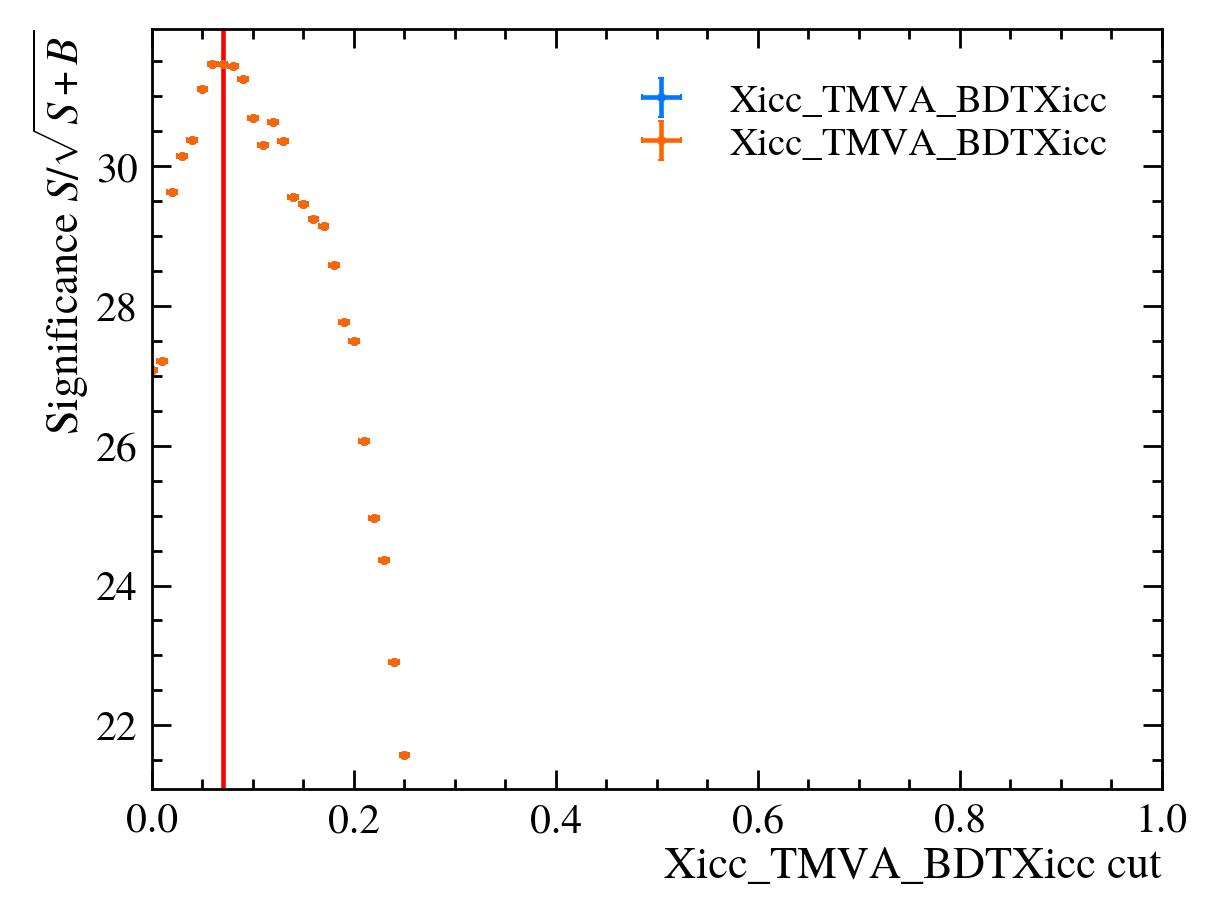 Significance S/√S + B
30
28
26
24
22
Xicc_TMVA_BDTXicc
Xicc_TMVA_BDTXicc
0.0 0.2 0.4 0.6 0.8 1.0
Xicc_TMVA_BDTXicc cut